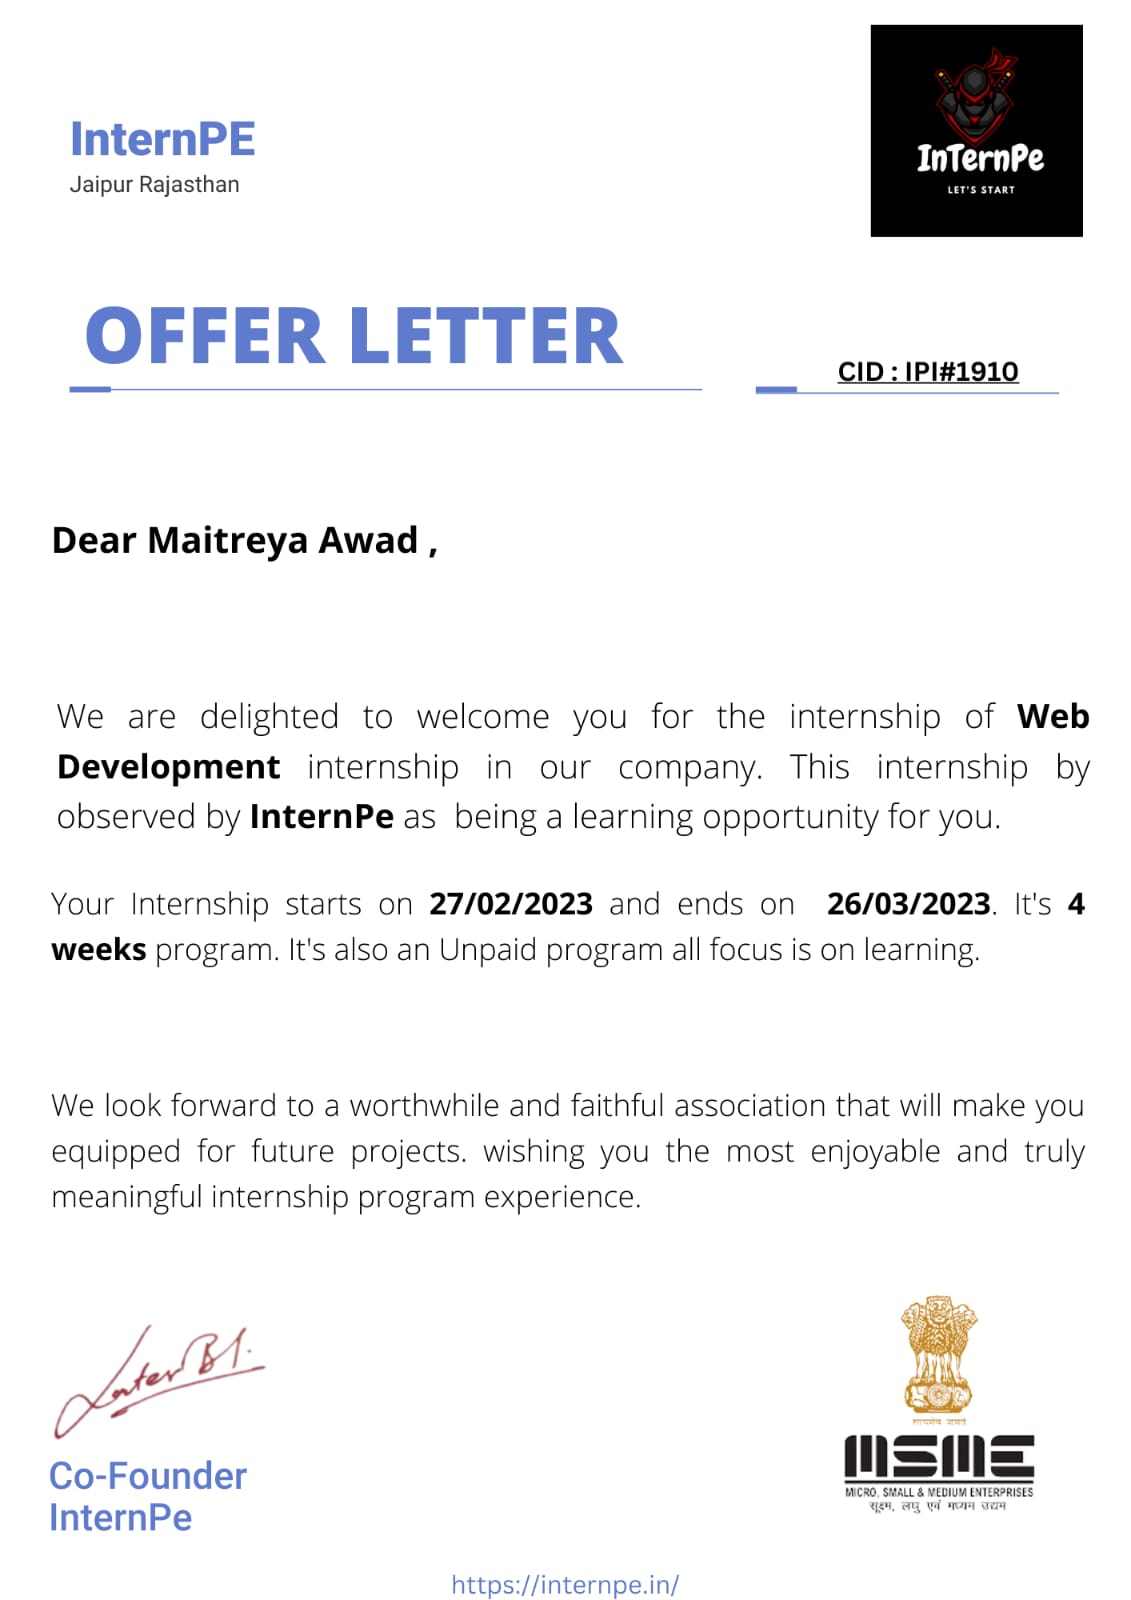 InternPE
Jaipur Rajasthan
InTernPe
LET'S START
OFFER LETTER
CID : IPI#1910
Dear Maitreya Awad ,
We are delighted to welcome you for the internship of Web
Development internship in our company. This internship by
observed by InternPe as being a learning opportunity for you.
Your Internship starts on 27/02/2023 and ends on 26/03/2023. It's 4
weeks program. It's also an Unpaid program all focus is on learning.
We look forward to a worthwhile and faithful association that will make you
equipped for future projects. wishing you the most enjoyable and truly
meaningful internship program experience.
Co-Founder
InternPe
सत्यमेव जयते
MSME
MICRO, SMALL & MEDIUM ENTERPRISES
सूक्ष्म, लघु एवं मध्यम उद्यम
https://internpe.in/